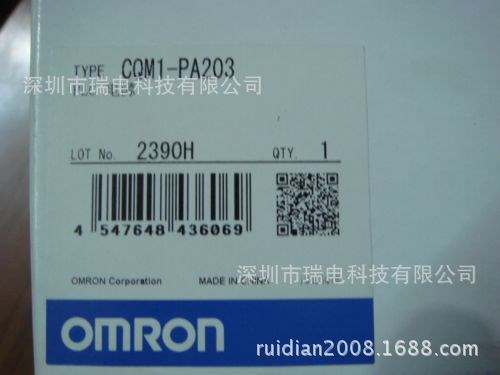 TYPE CQM1-PA203
深圳市瑞电科技有限公司
LOT No. 2390H QTY. 1
4 547648 436069
深圳市瑞电科技有限公司
OMRON Corporation MADE IN CHINA
OMRON
ruidian2008.1688.com